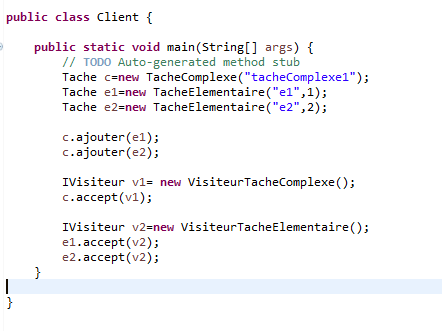 public class Client {
public static void main(String[] args) {
// TODO Auto-generated method stub
Tache c=new TacheComplexe("tacheComplexe1");
Tache e1=new TacheElementaire("e1",1);
Tache e2=new TacheElementaire("e2",2);
c.ajouter(e1);
c.ajouter(e2);
IVisiteur v1= new VisiteurTacheComplexe();
c.accept(v1);
IVisiteur v2=new VisiteurTacheElementaire();
e1.accept(v2);
e2.accept(v2);
}
}